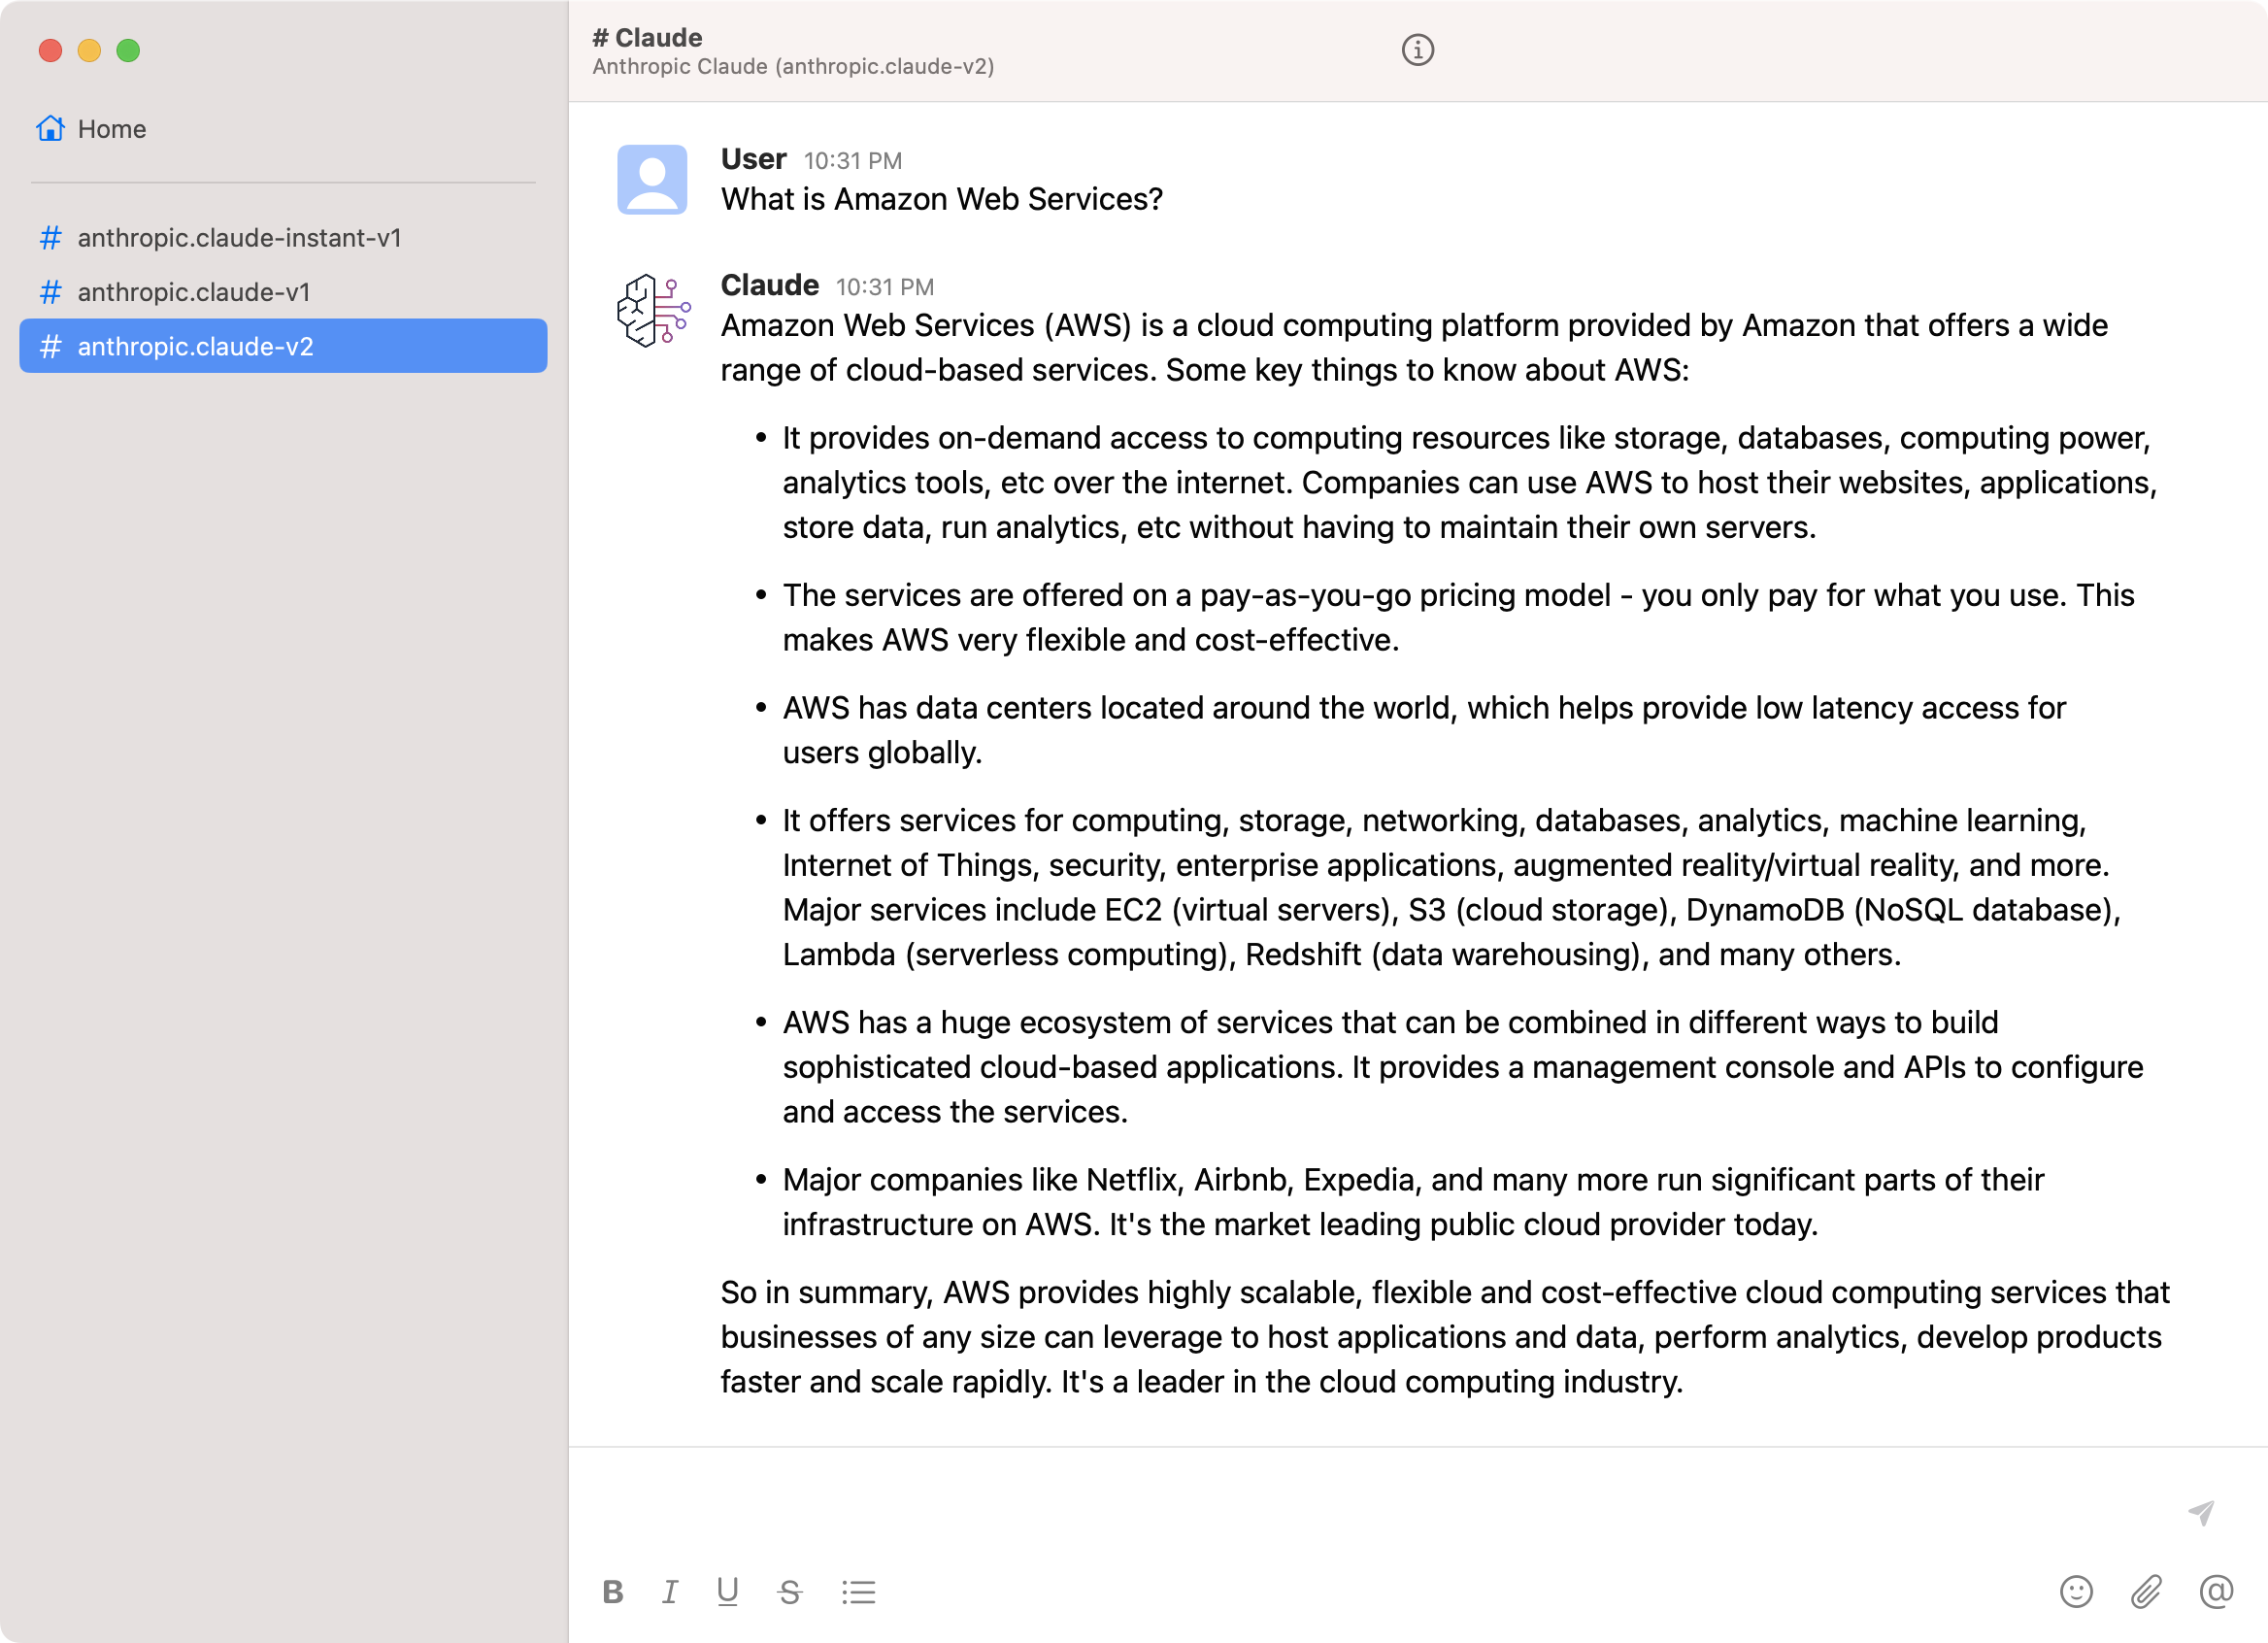 # Claude
Anthropic Claude (anthropic.claude-v2)
Home
# anthropic.claude-instant-v1
# anthropic.claude-v1
# anthropic.claude-v2
User 10:31 PM
What is Amazon Web Services?
Claude 10:31 PM
Amazon Web Services (AWS) is a cloud computing platform provided by Amazon that offers a wide
range of cloud-based services. Some key things to know about AWS:
• It provides on-demand access to computing resources like storage, databases, computing power,
analytics tools, etc over the internet. Companies can use AWS to host their websites, applications,
store data, run analytics, etc without having to maintain their own servers.
• The services are offered on a pay-as-you-go pricing model - you only pay for what you use. This
makes AWS very flexible and cost-effective.
• AWS has data centers located around the world, which helps provide low latency access for
users globally.
• It offers services for computing, storage, networking, databases, analytics, machine learning,
Internet of Things, security, enterprise applications, augmented reality/virtual reality, and more.
Major services include EC2 (virtual servers), S3 (cloud storage), DynamoDB (NoSQL database),
Lambda (serverless computing), Redshift (data warehousing), and many others.
• AWS has a huge ecosystem of services that can be combined in different ways to build
sophisticated cloud-based applications. It provides a management console and APIs to configure
and access the services.
• Major companies like Netflix, Airbnb, Expedia, and many more run significant parts of their
infrastructure on AWS. It's the market leading public cloud provider today.
So in summary, AWS provides highly scalable, flexible and cost-effective cloud computing services that
businesses of any size can leverage to host applications and data, perform analytics, develop products
faster and scale rapidly. It's a leader in the cloud computing industry.
B I U S @